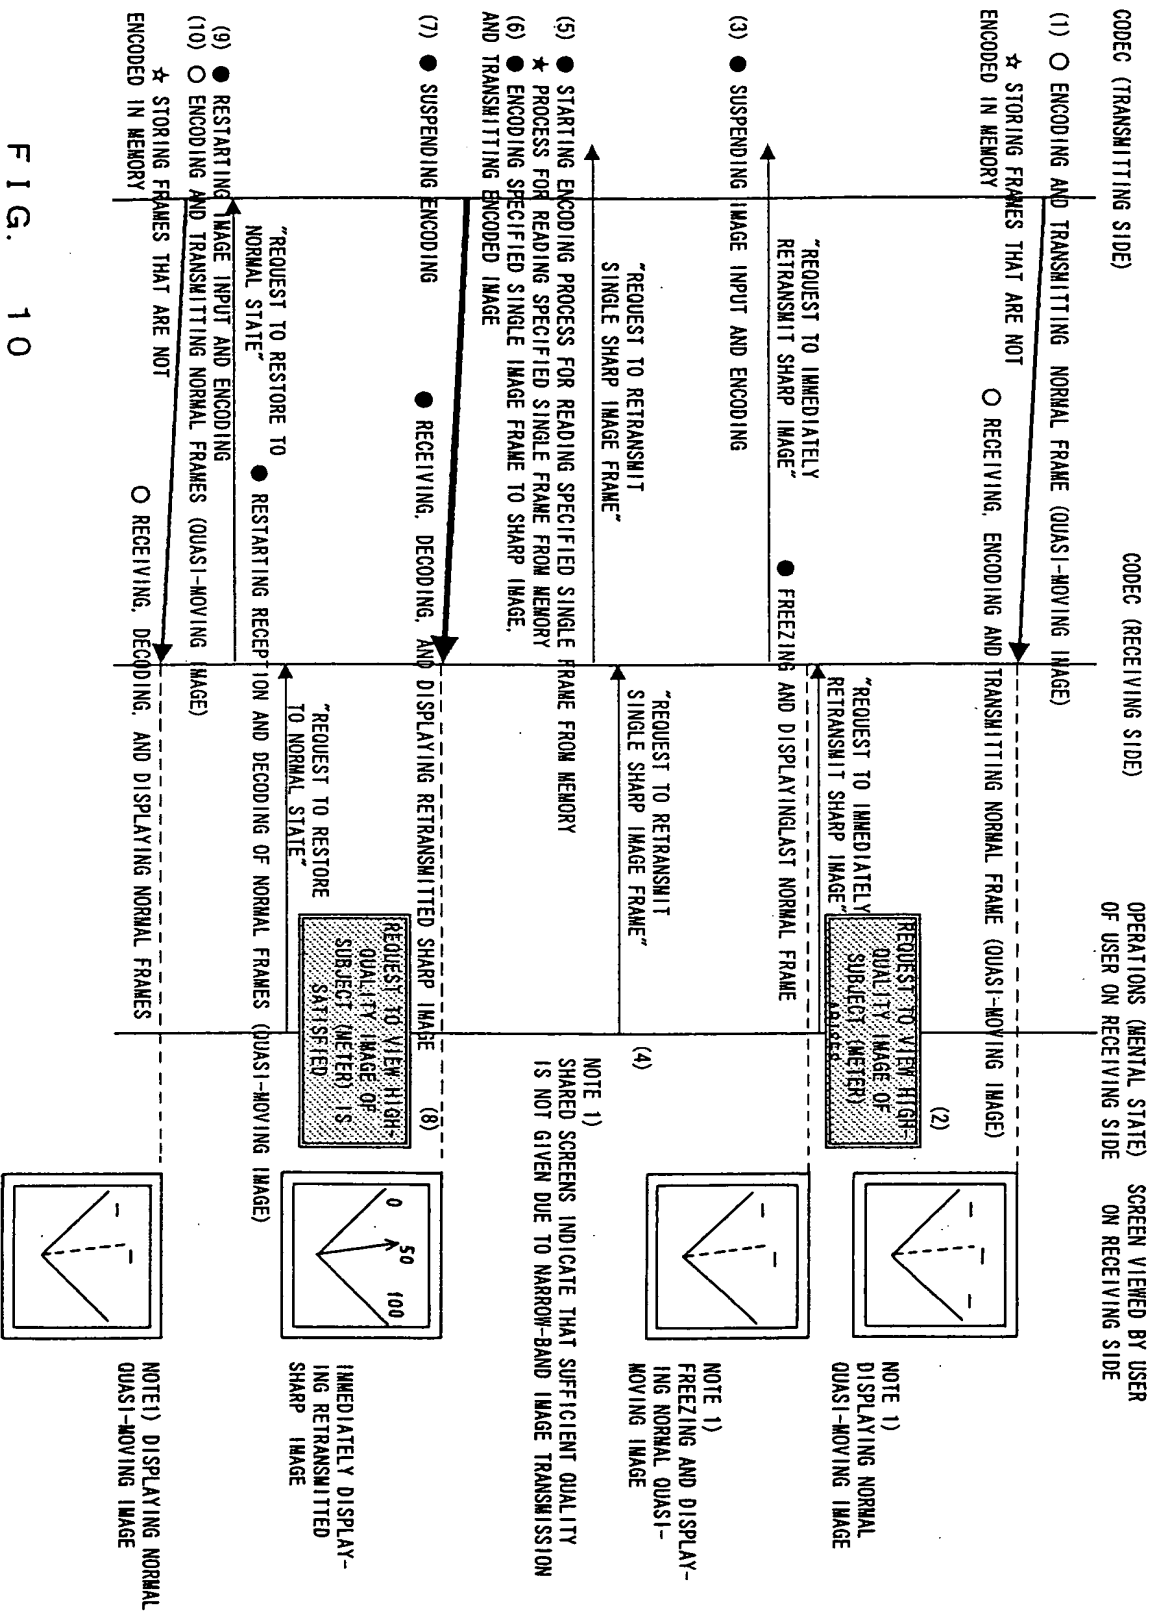 CODEC (TRANSMITTING SIDE)
CODEC (RECEIVING SIDE)
OPERATIONS (MENTAL STATE)
OF USER ON RECEIVING SIDE
SCREEN VIEWED BY USER
ON RECEIVING SIDE
(1) ○ ENCODING AND TRANSMITTING NORMAL FRAME (QUASI-MOVING IMAGE)
☆ STORING FRAMES THAT ARE NOT
ENCODED IN MEMORY
○ RECEIVING, ENCODING AND TRANSMITTING NORMAL FRAME (QUASI-MOVING IMAGE)
(2)
REQUEST TO VIEW HIGH-
QUALITY IMAGE OF
SUBJECT (METER)
ARISES
NOTE 1)
DISPLAYING NORMAL
QUASI-MOVING IMAGE
"REQUEST TO IMMEDIATELY
RETRANSMIT SHARP IMAGE"
"REQUEST TO IMMEDIATELY
RETRANSMIT SHARP IMAGE"
● FREEZING AND DISPLAYINGLAST NORMAL FRAME
(3) ● SUSPENDING IMAGE INPUT AND ENCODING
NOTE 1)
FREEZING AND DISPLAY-
ING NORMAL QUASI-
MOVING IMAGE
(4)
"REQUEST TO RETRANSMIT
SINGLE SHARP IMAGE FRAME"
"REQUEST TO RETRANSMIT
SINGLE SHARP IMAGE FRAME"
NOTE 1)
SHARED SCREENS INDICATE THAT SUFFICIENT QUALITY
IS NOT GIVEN DUE TO NARROW-BAND IMAGE TRANSMISSION
(5) ● STARTING ENCODING PROCESS FOR READING SPECIFIED SINGLE FRAME FROM MEMORY
★ PROCESS FOR READING SPECIFIED SINGLE FRAME FROM MEMORY
(6) ● ENCODING SPECIFIED SINGLE IMAGE FRAME TO SHARP IMAGE,
AND TRANSMITTING ENCODED IMAGE
(7) ● SUSPENDING ENCODING
● RECEIVING, DECODING, AND DISPLAYING RETRANSMITTED SHARP IMAGE
(8)
REQUEST TO VIEW HIGH-
QUALITY IMAGE OF
SUBJECT (METER) IS
SATISFIED
0
50
100
IMMEDIATELY DISPLAY-
ING RETRANSMITTED
SHARP IMAGE
"REQUEST TO RESTORE
TO NORMAL STATE"
"REQUEST TO RESTORE TO
NORMAL STATE"
● RESTARTING RECEPTION AND DECODING OF NORMAL FRAMES (QUASI-MOVING IMAGE)
(9) ● RESTARTING IMAGE INPUT AND ENCODING
(10) ○ ENCODING AND TRANSMITTING NORMAL FRAMES (QUASI-MOVING IMAGE)
☆ STORING FRAMES THAT ARE NOT
ENCODED IN MEMORY
○ RECEIVING, DECODING, AND DISPLAYING NORMAL FRAMES
NOTE1) DISPLAYING NORMAL
QUASI-MOVING IMAGE
FIG. 10